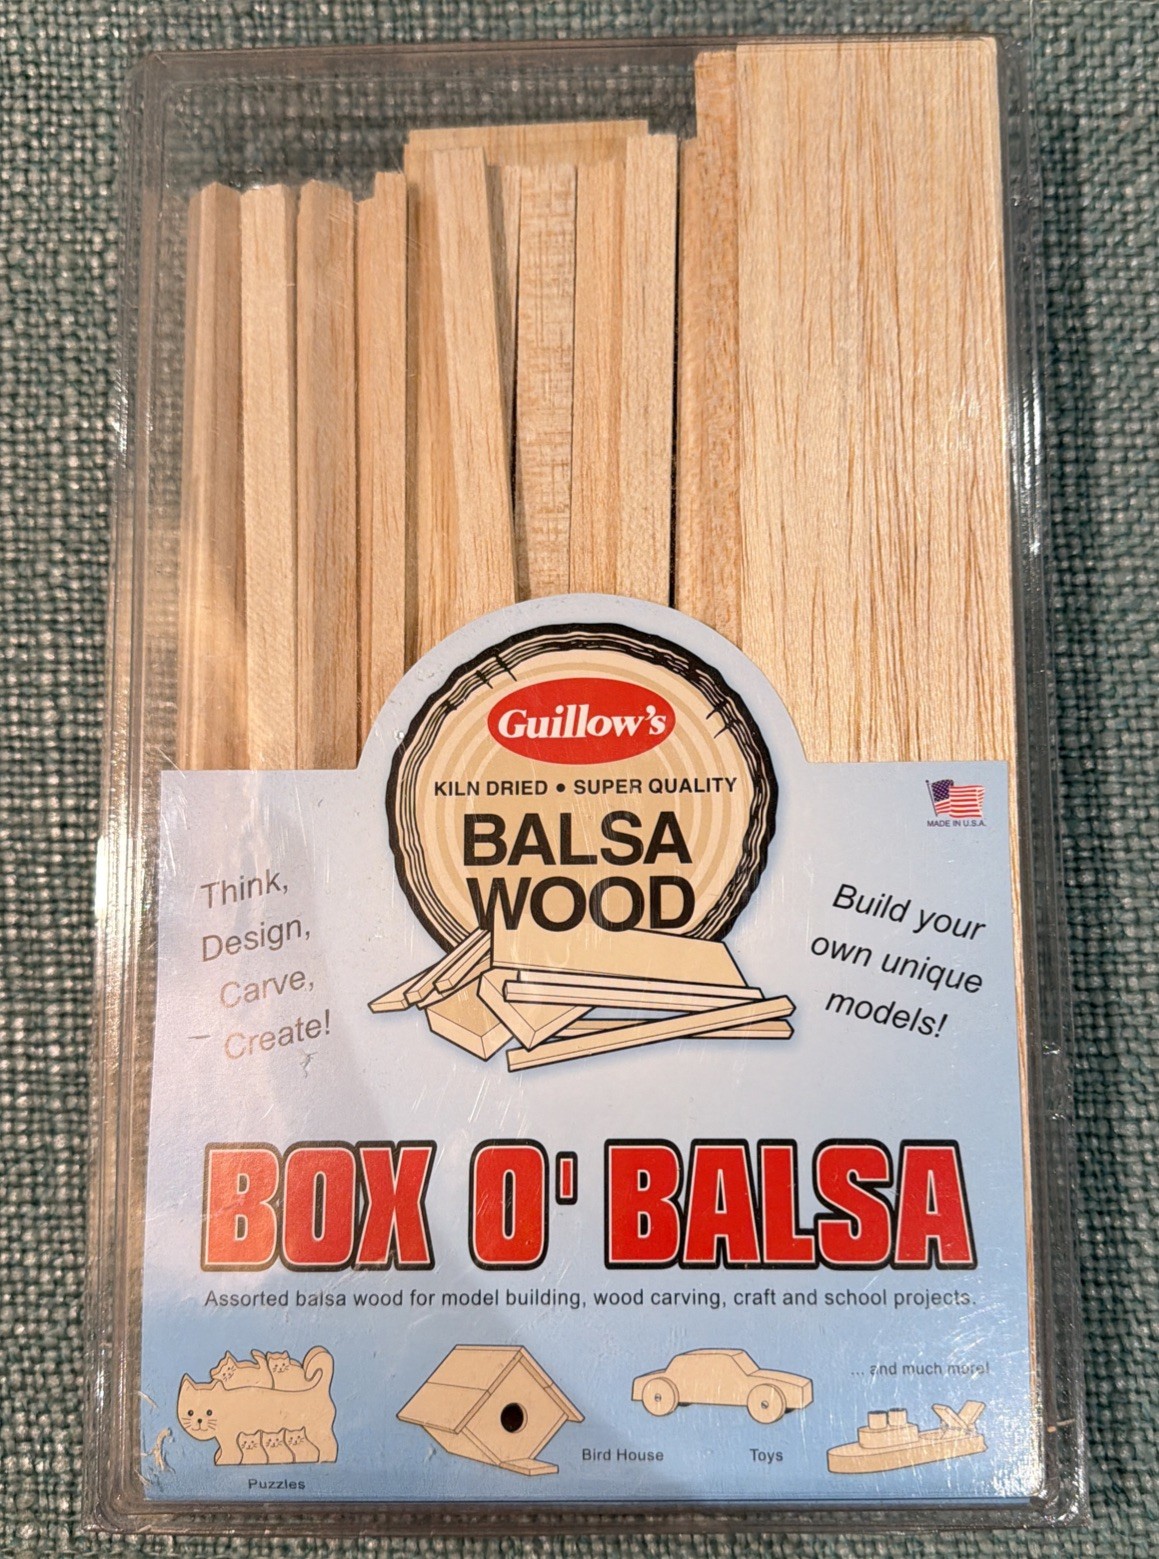 Guillow's
KILN DRIED • SUPER QUALITY
BALSA
WOOD
MADE IN U.S.A.
Think,
Design,
Carve,
Create!
Build your
own unique
models!
BOX O' BALSA
Assorted balsa wood for model building, wood carving, craft and school projects.
Puzzles
Bird House
Toys
... and much more!